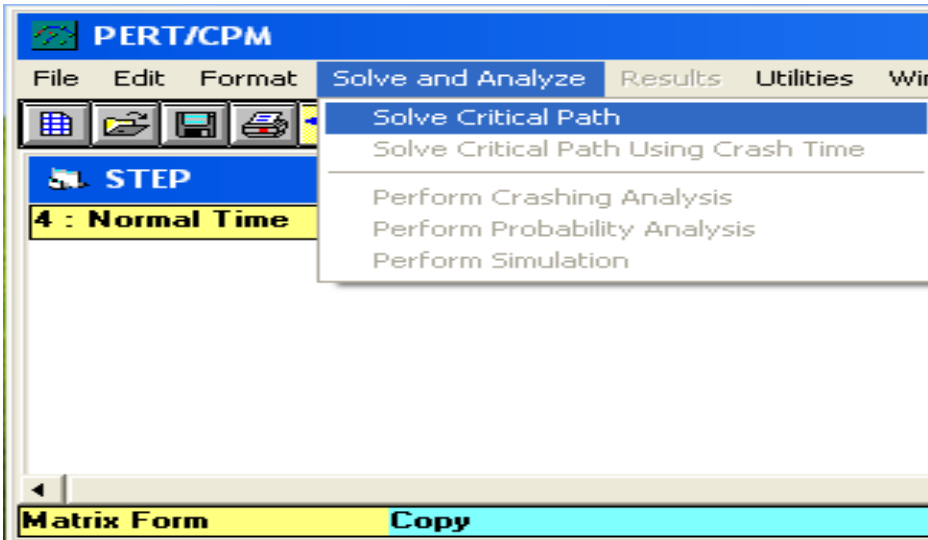 PERT/CPM
File Edit Format Solve and Analyze Results Utilities Wi
Solve Critical Path
Solve Critical Path Using Crash Time
STEP
4 : Normal Time
Perform Crashing Analysis
Perform Probability Analysis
Perform Simulation
Matrix Form Copy